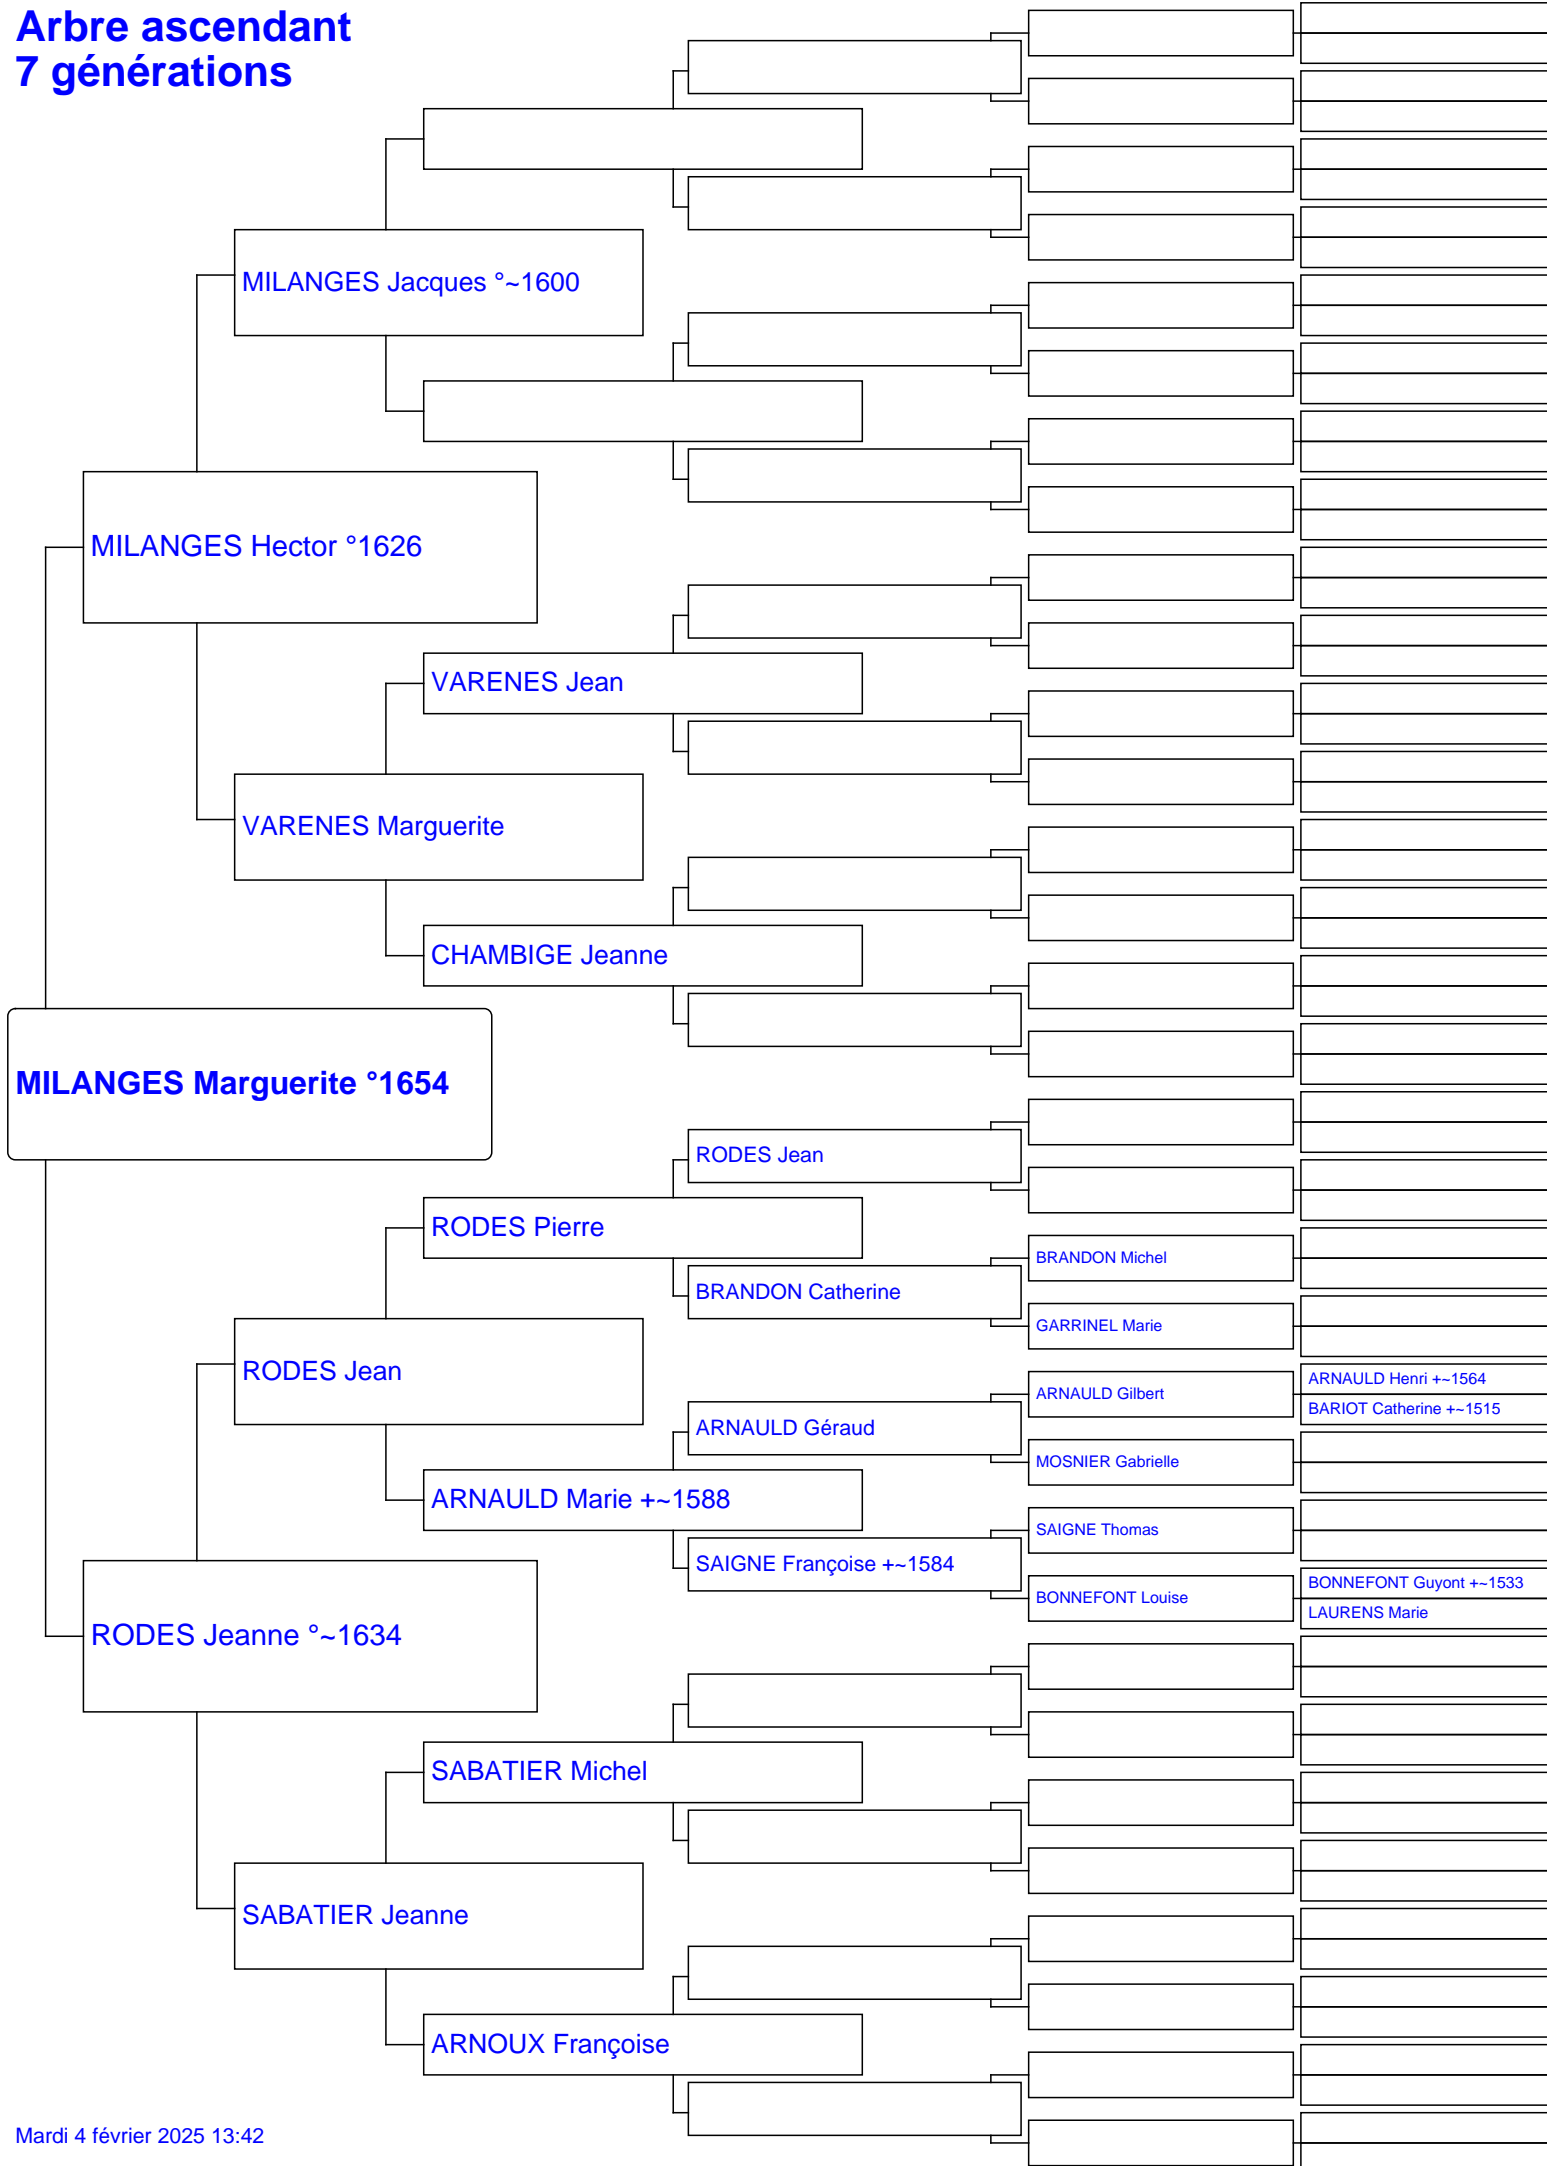 Arbre ascendant
7 générations
MILANGES Jacques °~1600
MILANGES Hector °1626
VARENES Jean
VARENES Marguerite
CHAMBIGE Jeanne
MILANGES Marguerite °1654
RODES Jean
RODES Pierre
BRANDON Michel
BRANDON Catherine
GARRINEL Marie
RODES Jean
ARNAULD Henri +~1564
ARNAULD Gilbert
BARIOT Catherine +~1515
ARNAULD Géraud
MOSNIER Gabrielle
ARNAULD Marie +~1588
SAIGNE Thomas
SAIGNE Françoise +~1584
BONNEFONT Guyont +~1533
BONNEFONT Louise
LAURENS Marie
RODES Jeanne °~1634
SABATIER Michel
SABATIER Jeanne
ARNOUX Françoise
Mardi 4 février 2025 13:42